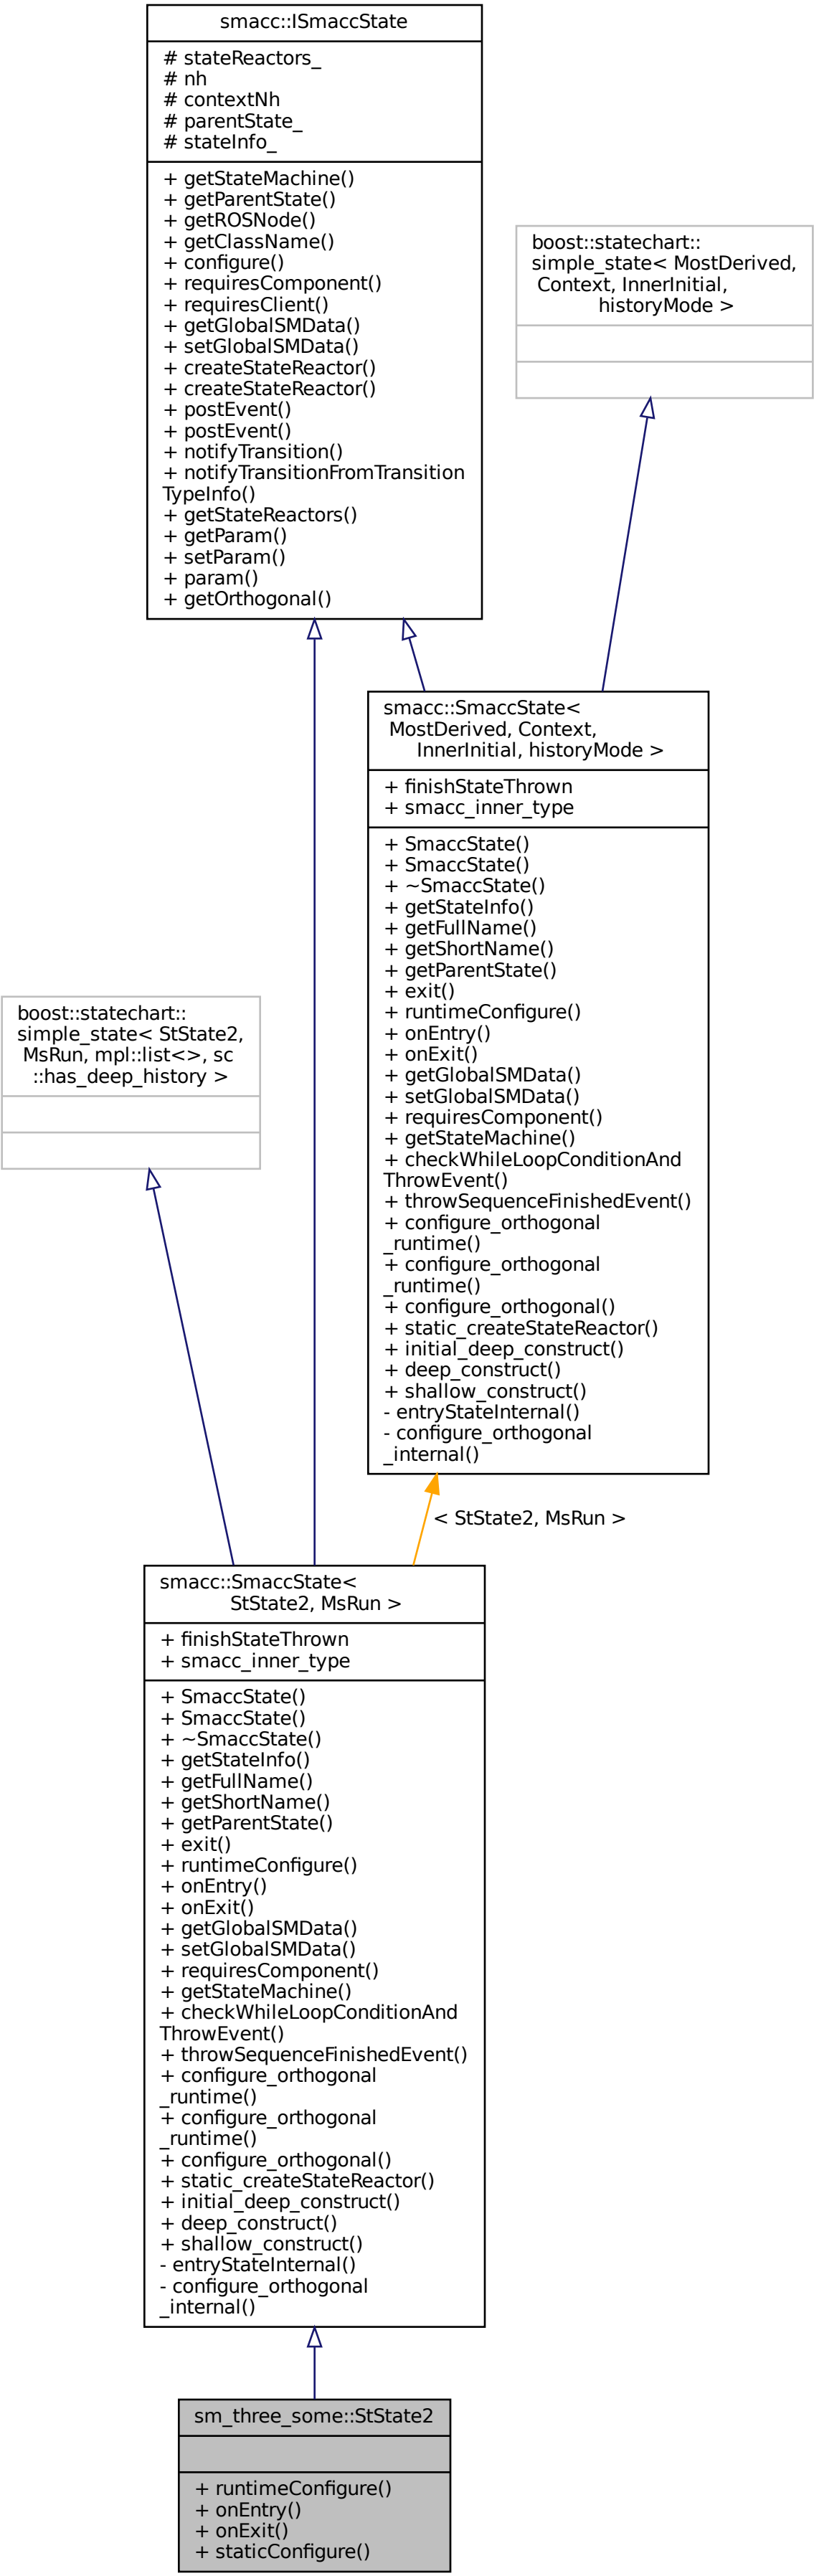 smacc::ISmaccState
# stateReactors_
# nh
# contextNh
# parentState_
# stateInfo_
+ getStateMachine()
+ getParentState()
+ getROSNode()
+ getClassName()
+ configure()
+ requiresComponent()
+ requiresClient()
+ getGlobalSMData()
+ setGlobalSMData()
+ createStateReactor()
+ createStateReactor()
+ postEvent()
+ postEvent()
+ notifyTransition()
+ notifyTransitionFromTransition
TypeInfo()
+ getStateReactors()
+ getParam()
+ setParam()
+ param()
+ getOrthogonal()
boost::statechart::
simple_state< MostDerived,
Context, InnerInitial,
historyMode >
smacc::SmaccState<
MostDerived, Context,
InnerInitial, historyMode >
+ finishStateThrown
+ smacc_inner_type
+ SmaccState()
+ SmaccState()
+ ~SmaccState()
+ getStateInfo()
+ getFullName()
+ getShortName()
+ getParentState()
+ exit()
+ runtimeConfigure()
+ onEntry()
+ onExit()
+ getGlobalSMData()
+ setGlobalSMData()
+ requiresComponent()
+ getStateMachine()
+ checkWhileLoopConditionAnd
ThrowEvent()
+ throwSequenceFinishedEvent()
+ configure_orthogonal
_runtime()
+ configure_orthogonal
_runtime()
+ configure_orthogonal()
+ static_createStateReactor()
+ initial_deep_construct()
+ deep_construct()
+ shallow_construct()
- entryStateInternal()
- configure_orthogonal
_internal()
boost::statechart::
simple_state< StState2,
MsRun, mpl::list<>, sc
::has_deep_history >
< StState2, MsRun >
smacc::SmaccState<
StState2, MsRun >
+ finishStateThrown
+ smacc_inner_type
+ SmaccState()
+ SmaccState()
+ ~SmaccState()
+ getStateInfo()
+ getFullName()
+ getShortName()
+ getParentState()
+ exit()
+ runtimeConfigure()
+ onEntry()
+ onExit()
+ getGlobalSMData()
+ setGlobalSMData()
+ requiresComponent()
+ getStateMachine()
+ checkWhileLoopConditionAnd
ThrowEvent()
+ throwSequenceFinishedEvent()
+ configure_orthogonal
_runtime()
+ configure_orthogonal
_runtime()
+ configure_orthogonal()
+ static_createStateReactor()
+ initial_deep_construct()
+ deep_construct()
+ shallow_construct()
- entryStateInternal()
- configure_orthogonal
_internal()
sm_three_some::StState2
+ runtimeConfigure()
+ onEntry()
+ onExit()
+ staticConfigure()